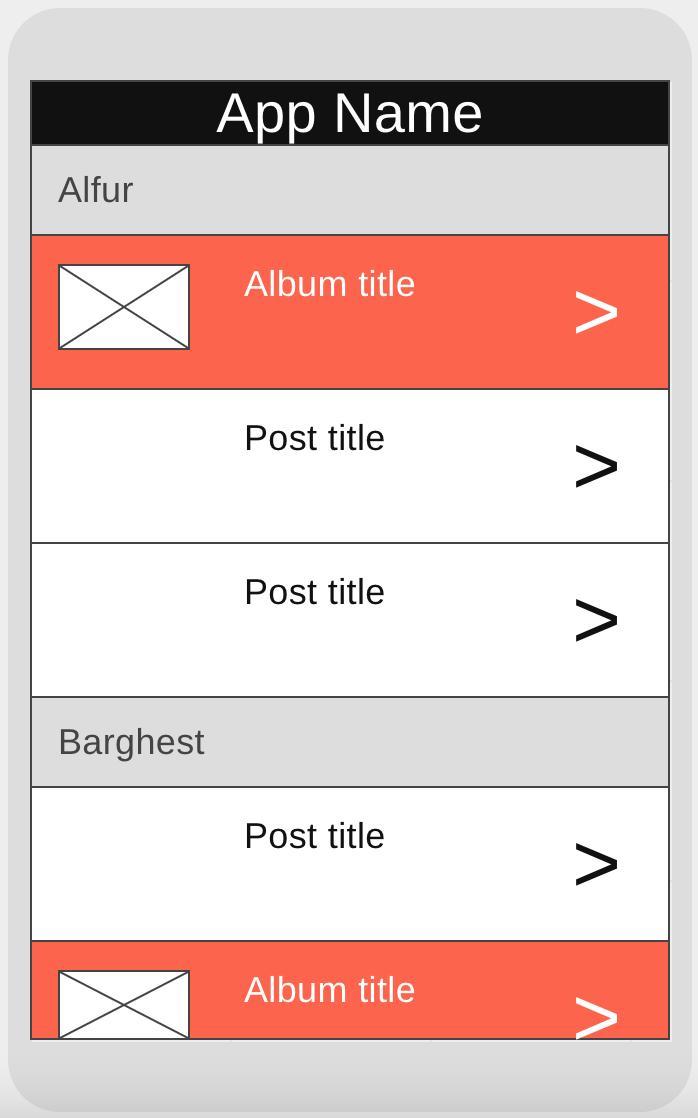 App Name
Alfur
Album title
>
Post title
>
Post title
>
Barghest
Post title
>
Album title
>